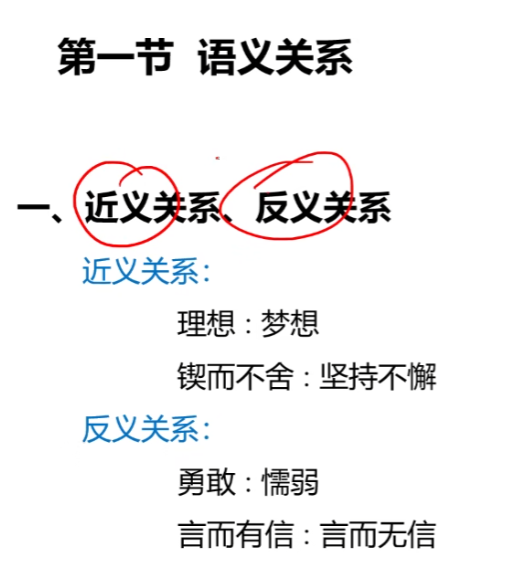 第一节 语义关系
一、近义关系、反义关系
近义关系：
理想：梦想
锲而不舍：坚持不懈
反义关系：
勇敢：懦弱
言而有信：言而无信